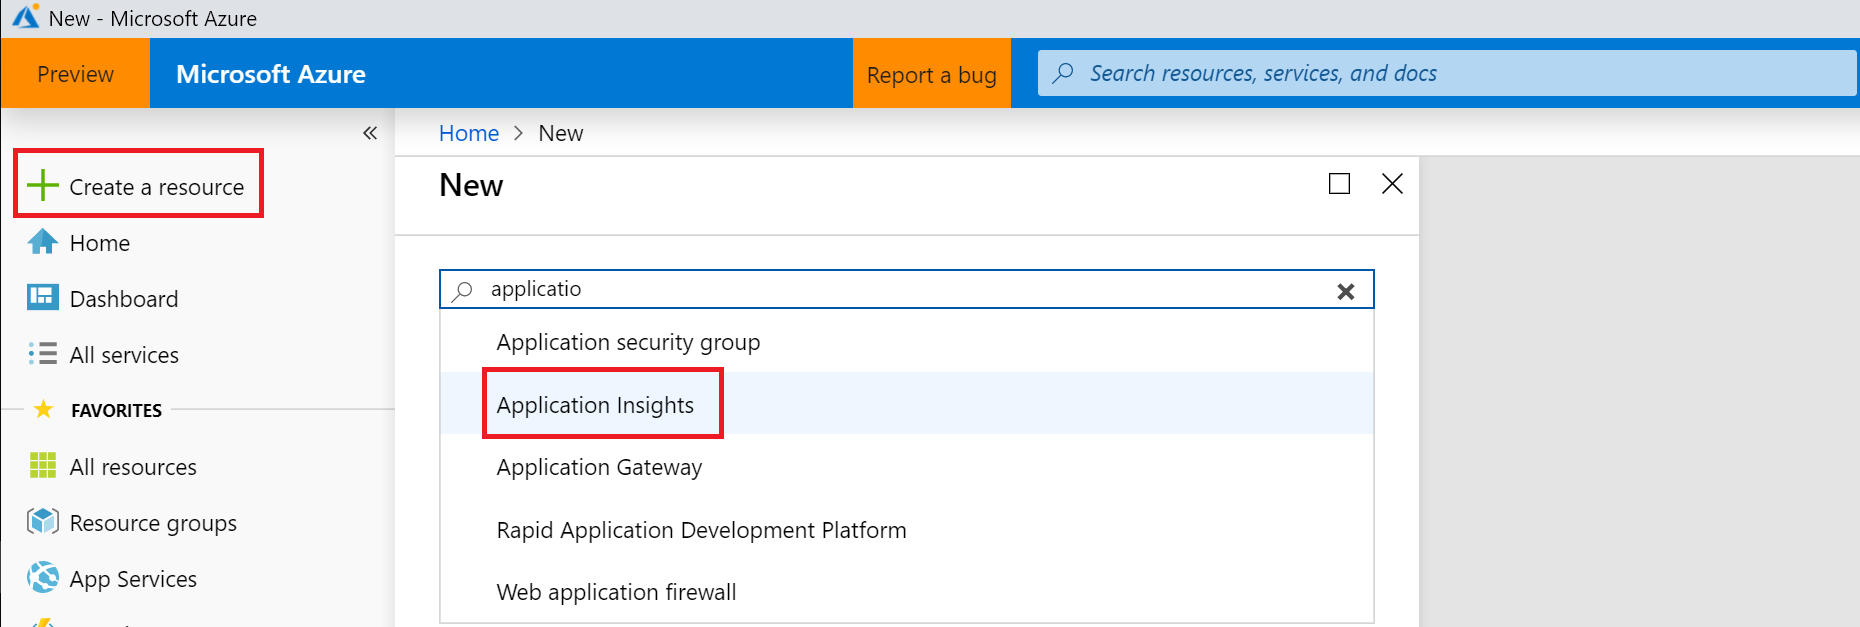 New - Microsoft Azure
Preview
Microsoft Azure
Report a bug
Search resources, services, and docs
«
Create a resource
Home
Dashboard
All services
FAVORITES
All resources
Resource groups
App Services
Home > New
New
applicatio
Application security group
Application Insights
Application Gateway
Rapid Application Development Platform
Web application firewall